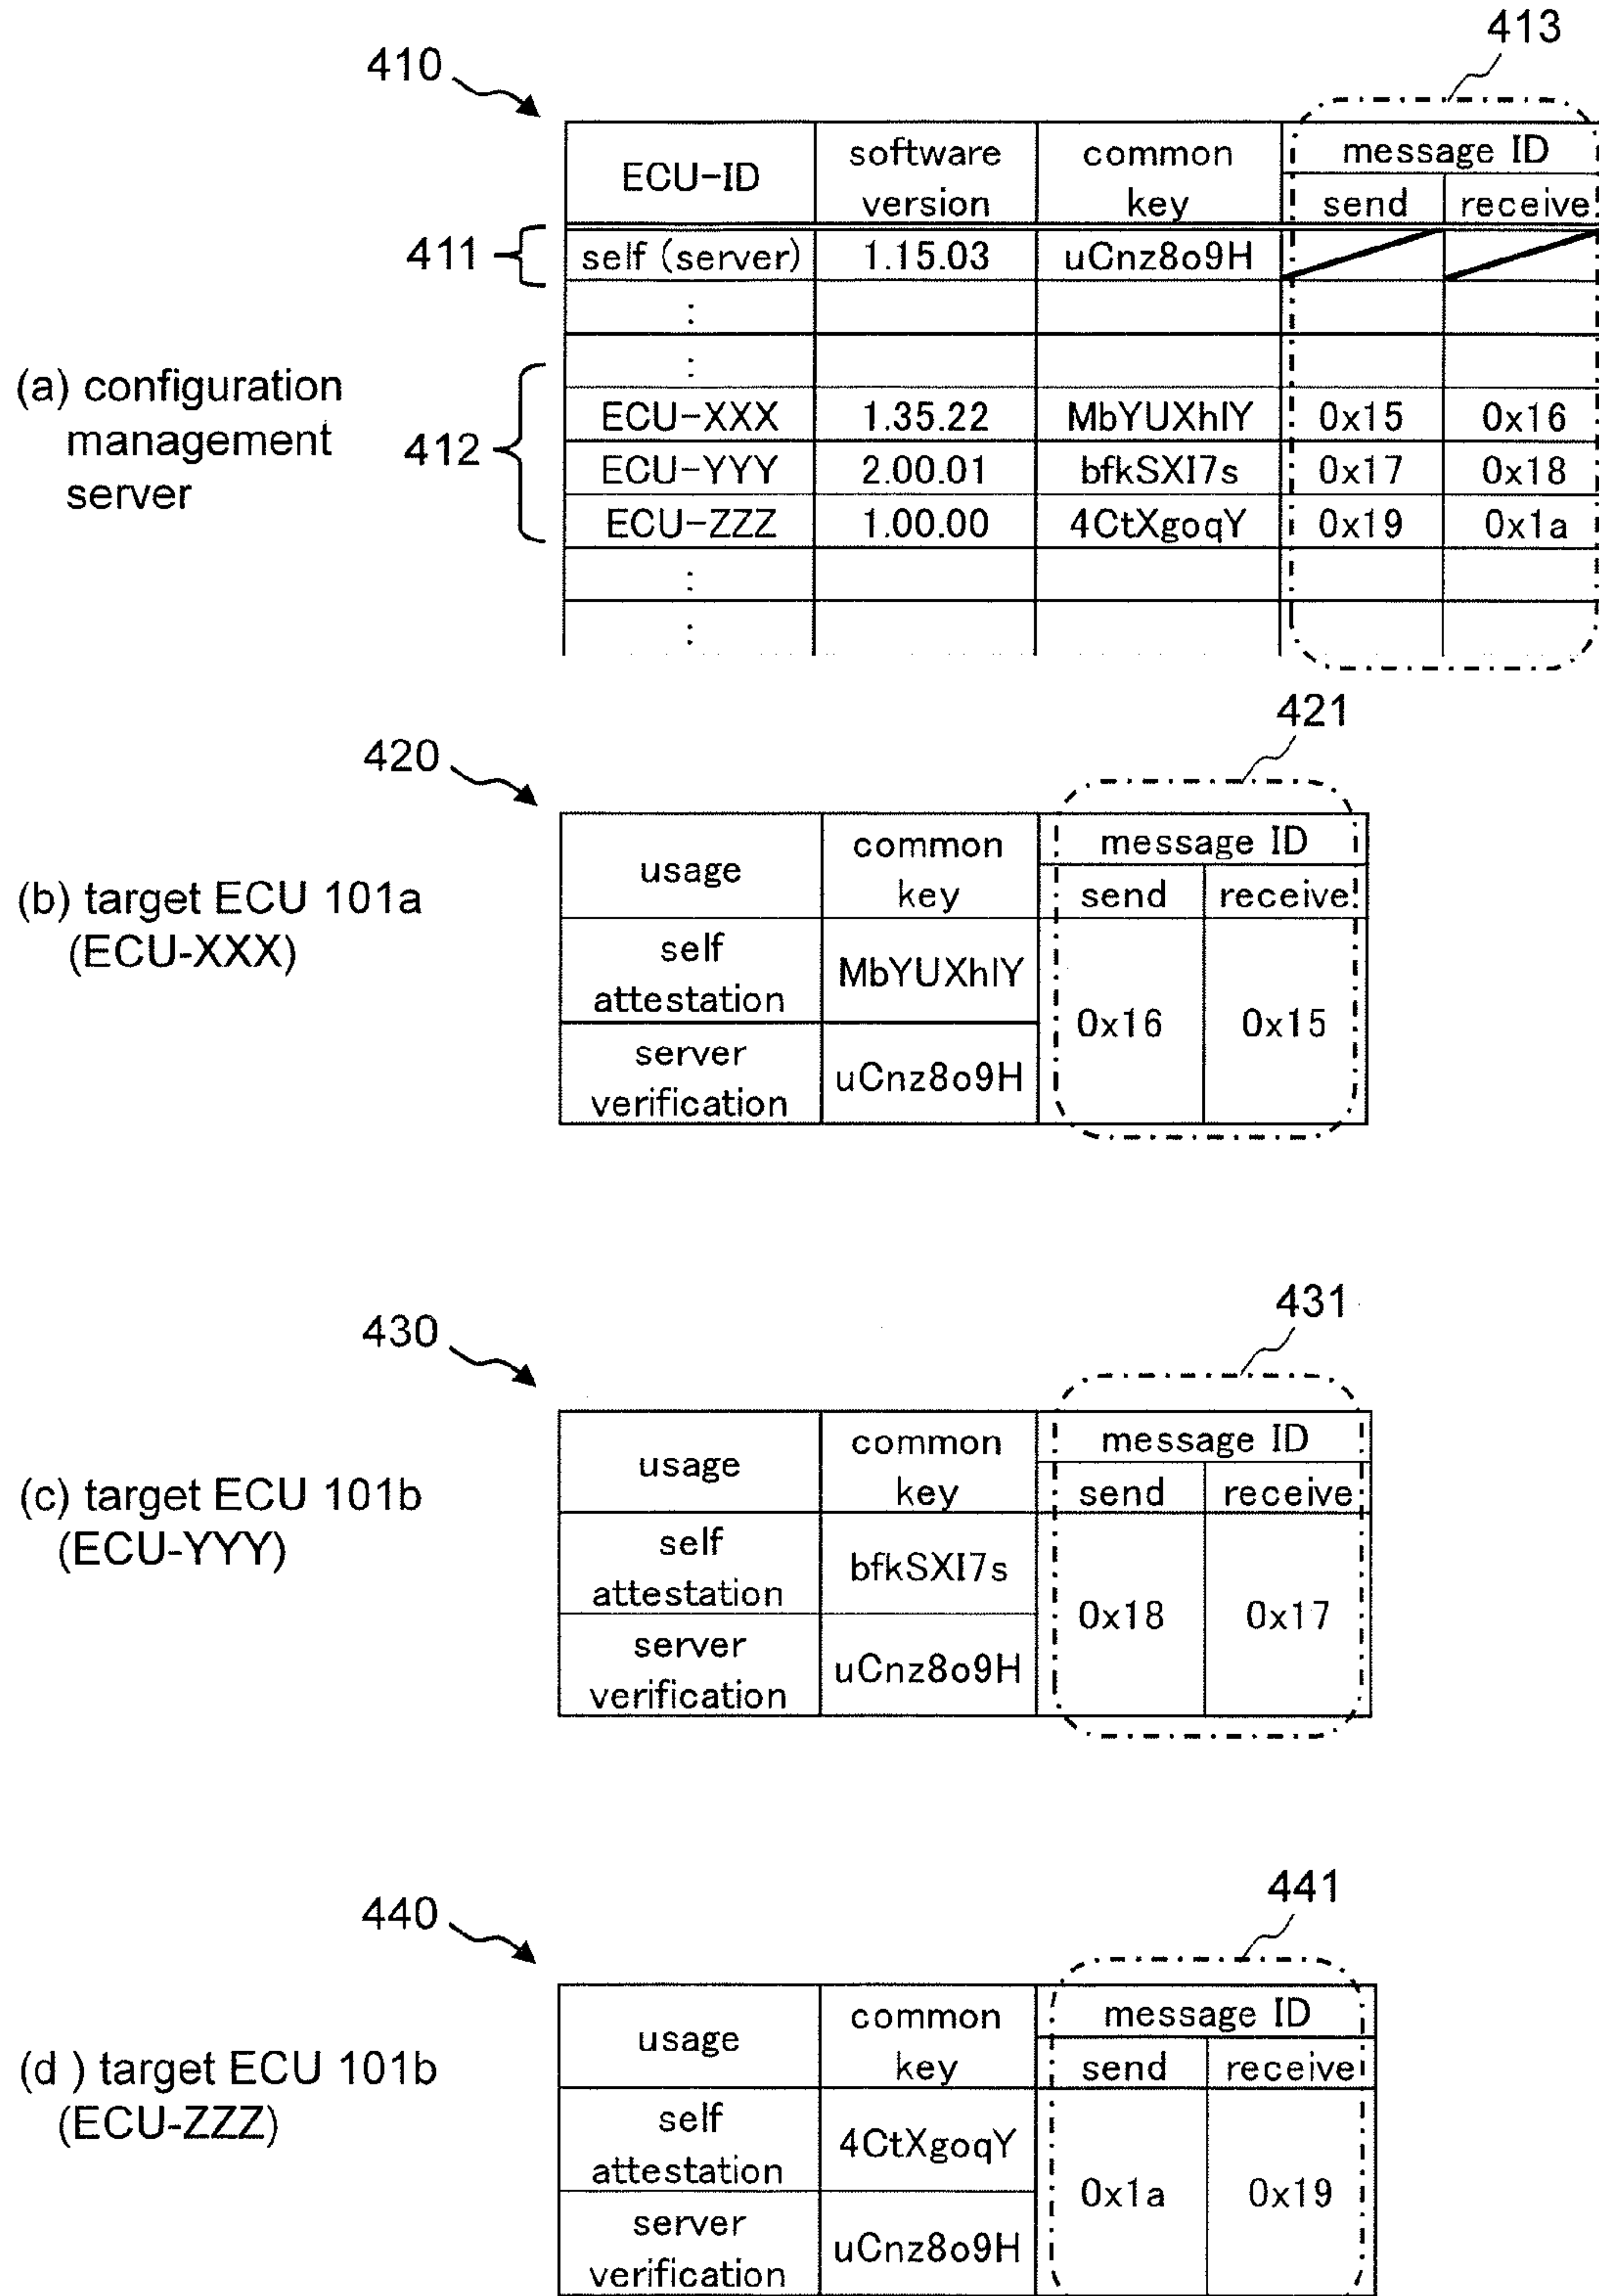 413
410
ECU-ID software version common key message ID
send receive
411 self (server) 1.15.03 uCnz8o9H
(a) configuration management server
412
ECU-XXX 1.35.22 MbYUXhlY 0x15 0x16
ECU-YYY 2.00.01 bfkSXI7s 0x17 0x18
ECU-ZZZ 1.00.00 4CtXgoqY 0x19 0x1a
421
420
usage common key message ID
send receive
(b) target ECU 101a
(ECU-XXX)
self attestation MbYUXhlY
0x16 0x15
server verification uCnz8o9H
431
430
usage common key message ID
send receive
(c) target ECU 101b
(ECU-YYY)
self attestation bfkSXI7s
0x18 0x17
server verification uCnz8o9H
441
440
usage common key message ID
send receive
(d ) target ECU 101b
(ECU-ZZZ)
self attestation 4CtXgoqY
0x1a 0x19
server verification uCnz8o9H